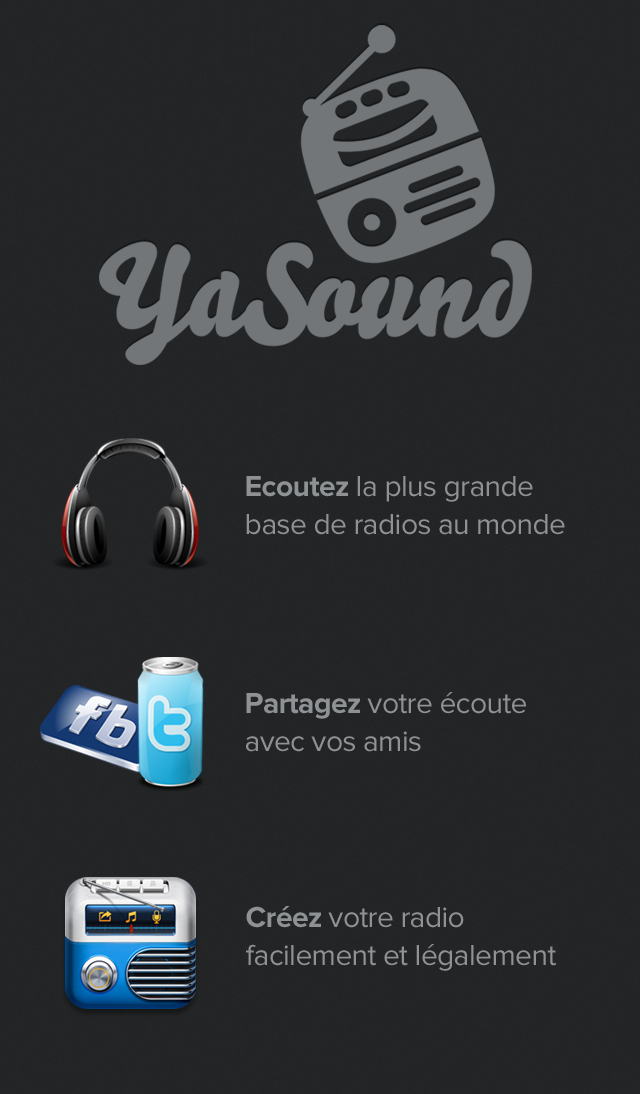 YaSound
Ecoutez la plus grande
base de radios au monde
fb
t
Partagez votre écoute
avec vos amis
Créez votre radio
facilement et légalement